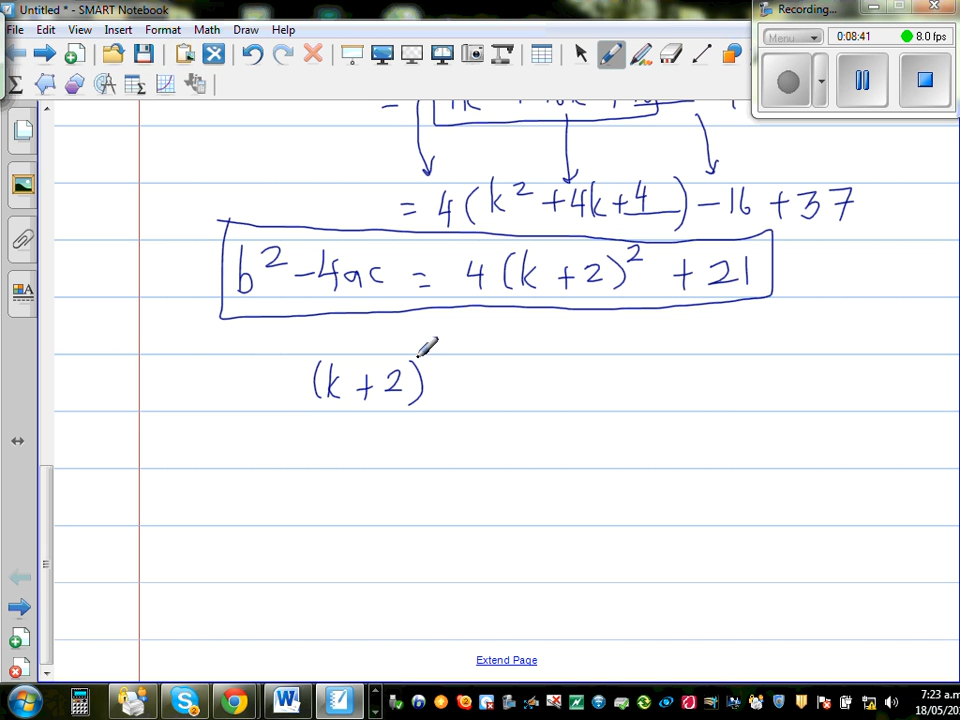 Untitled * - SMART Notebook
Recording...
File Edit View Insert Format Math Draw Help
Menu 0:08:41 8.0 fps
= 4(k² + 4k + 4) - 16 + 37
b² - 4ac = 4(k + 2)² + 21
(k + 2)
Extend Page
7:23 a.m
18/05/20